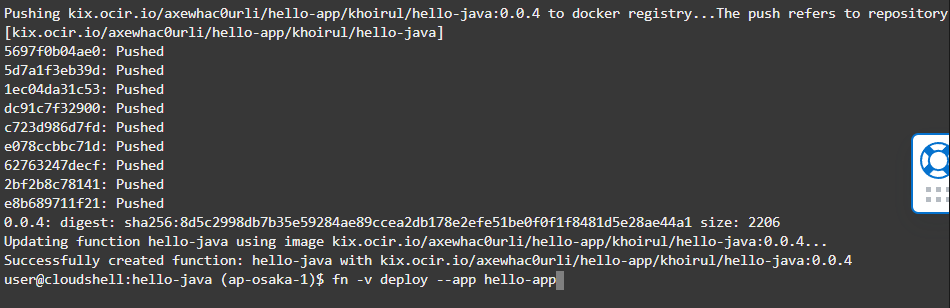 Pushing kix.ocir.io/axewhac0urli/hello-app/khoirul/hello-java:0.0.4 to docker registry...The push refers to repository
[kix.ocir.io/axewhac0urli/hello-app/khoirul/hello-java]
5697f0b04ae0: Pushed
5d7a1f3eb39d: Pushed
1ec04da31c53: Pushed
dc91c7f32900: Pushed
c723d986d7fd: Pushed
e078ccbbc71d: Pushed
62763247decf: Pushed
2bf2b8c78141: Pushed
e8b689711f21: Pushed
0.0.4: digest: sha256:8d5c2998db7b35e59284ae89ccea2db178e2efe51be0f0f1f8481d5e28ae44a1 size: 2206
Updating function hello-java using image kix.ocir.io/axewhac0urli/hello-app/khoirul/hello-java:0.0.4...
Successfully created function: hello-java with kix.ocir.io/axewhac0urli/hello-app/khoirul/hello-java:0.0.4
user@cloudshell:hello-java (ap-osaka-1)$ fn -v deploy --app hello-app